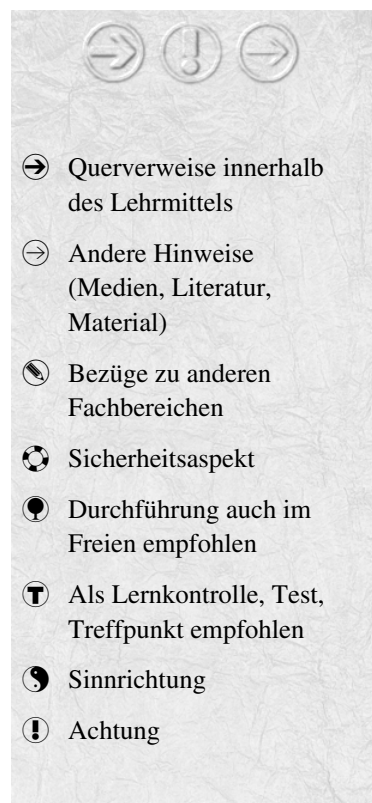 Querverweise innerhalb
des Lehrmittels
Andere Hinweise
(Medien, Literatur,
Material)
Bezüge zu anderen
Fachbereichen
Sicherheitsaspekt
Durchführung auch im
Freien empfohlen
T Als Lernkontrolle, Test,
Treffpunkt empfohlen
Sinnrichtung
! Achtung